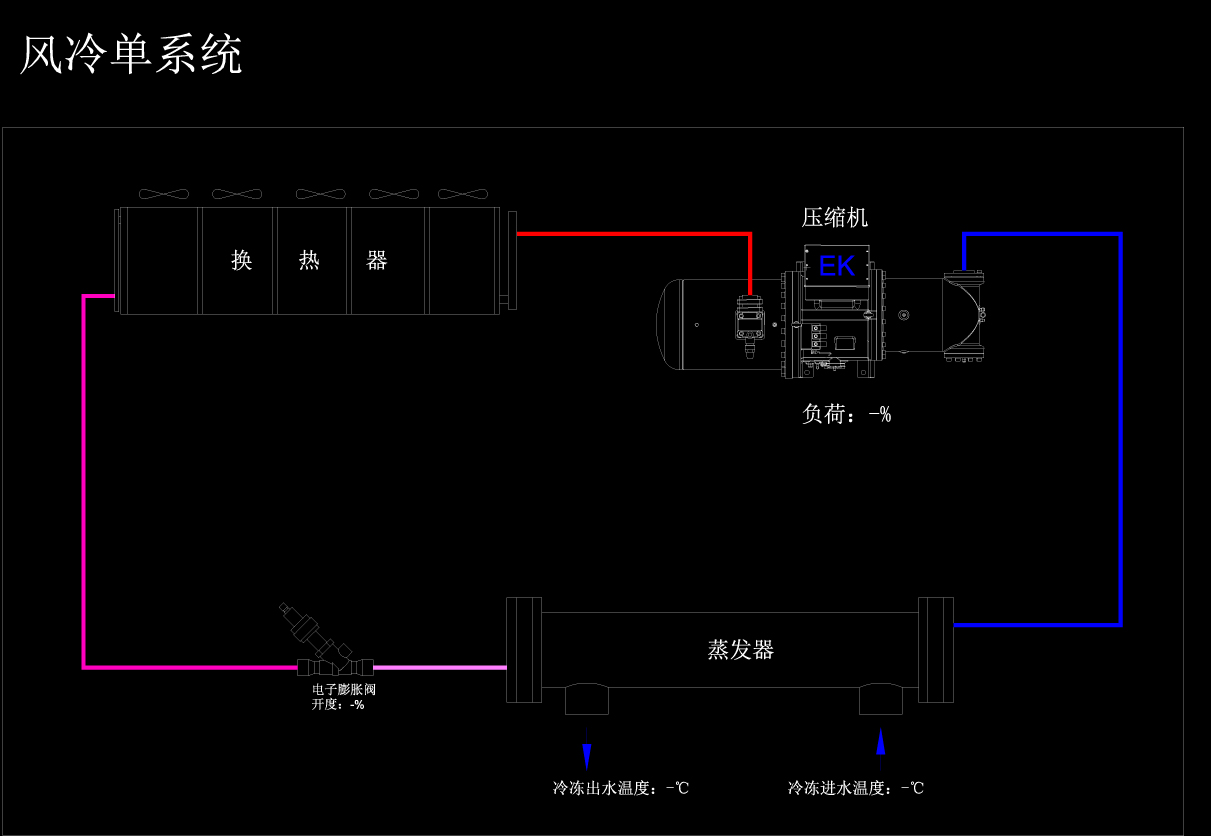 风冷单系统
压缩机
换热器
EK
负荷：-%
蒸发器
电子膨胀阀
开度：-%
冷冻出水温度：-℃
冷冻进水温度：-℃